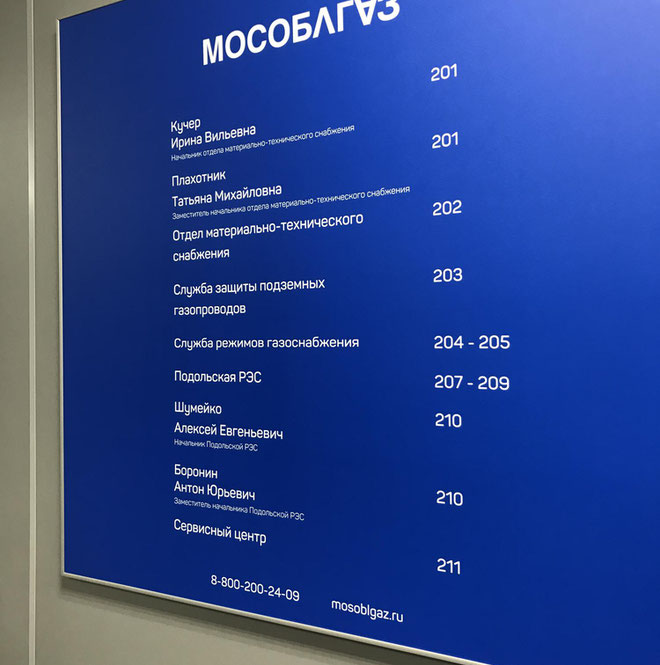 МОСОБЛГАЗ
201
Кучер
Ирина Вильевна
Начальник отдела материально-технического снабжения
201
Плахотник
Татьяна Михайловна
Заместитель начальника отдела материально-технического снабжения
202
Отдел материально-технического
снабжения
203
Служба защиты подземных
газопроводов
Служба режимов газоснабжения
204 - 205
Подольская РЭС
207 - 209
Шумейко
Алексей Евгеньевич
Начальник Подольской РЭС
210
Боронин
Антон Юрьевич
Заместитель начальника Подольской РЭС
210
Сервисный центр
211
8-800-200-24-09
mosoblgaz.ru